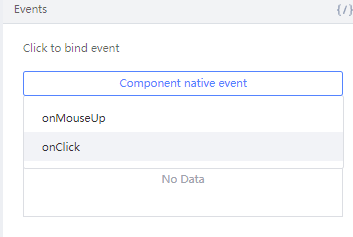 Events {/}
Click to bind event
Component native event
onMouseUp
onClick
No Data